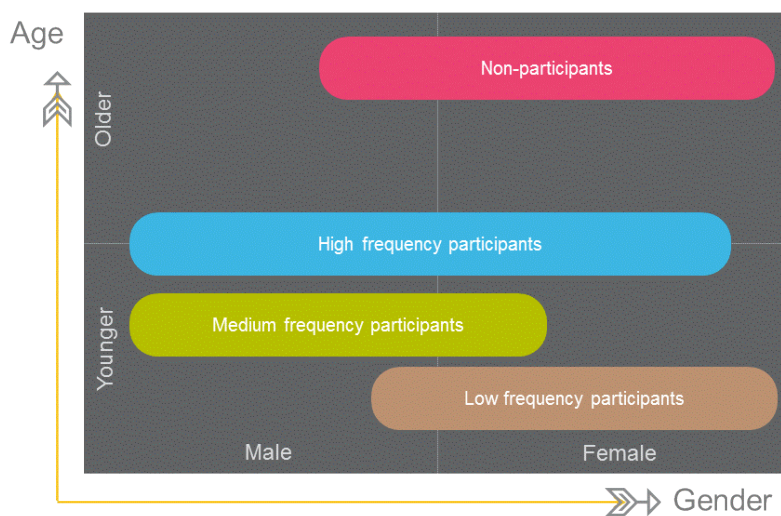 Age
Older
Non-participants
High frequency participants
Younger
Medium frequency participants
Low frequency participants
Male
Female
Gender